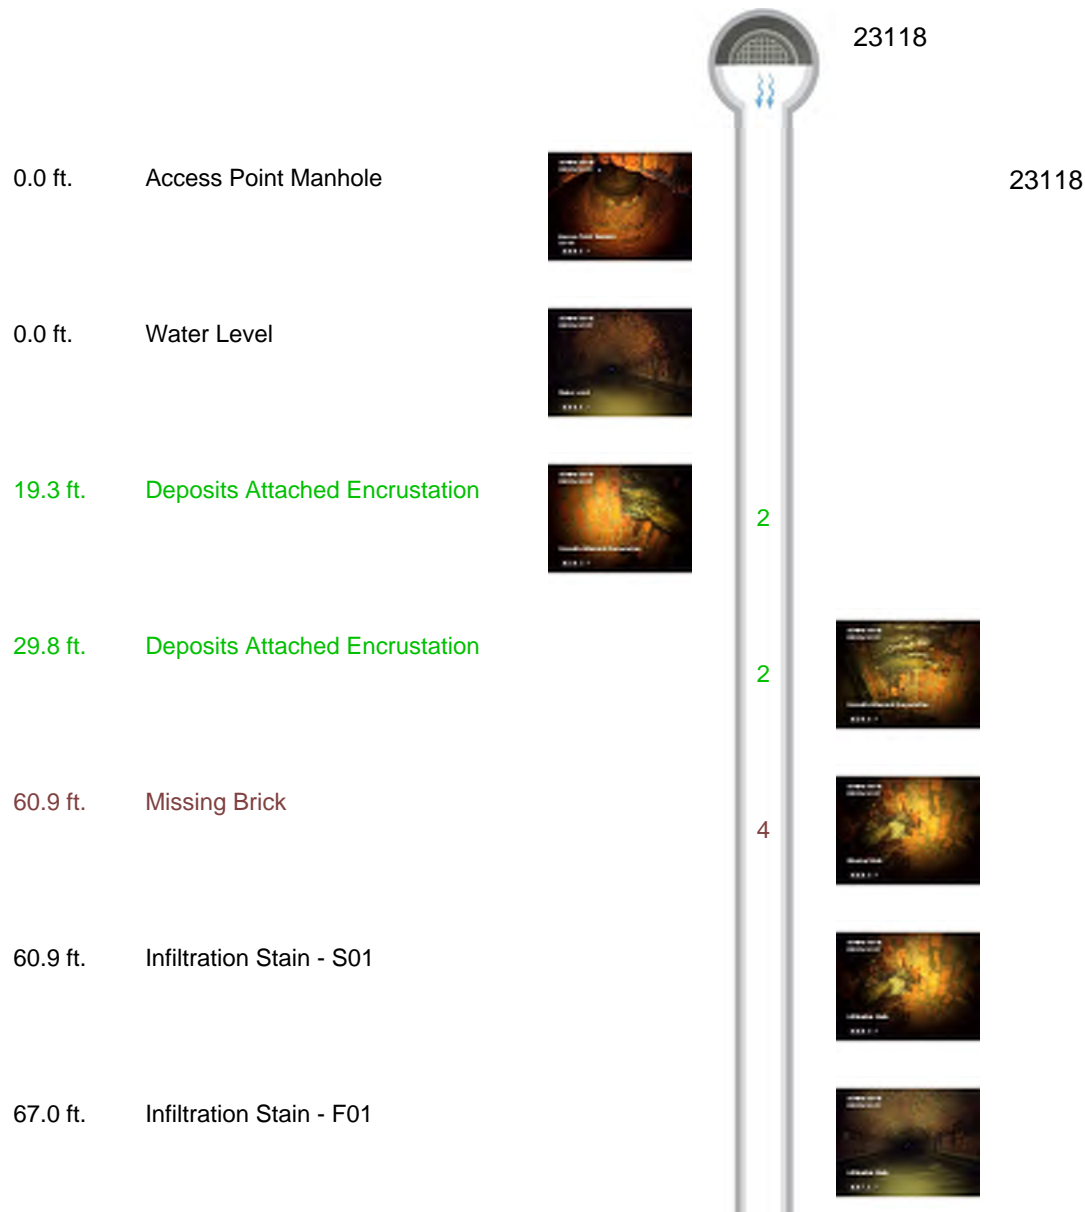 23118
0.0 ft. Access Point Manhole 23118
0.0 ft. Water Level
19.3 ft. Deposits Attached Encrustation
2
29.8 ft. Deposits Attached Encrustation
2
60.9 ft. Missing Brick
4
60.9 ft. Infiltration Stain - S01
67.0 ft. Infiltration Stain - F01